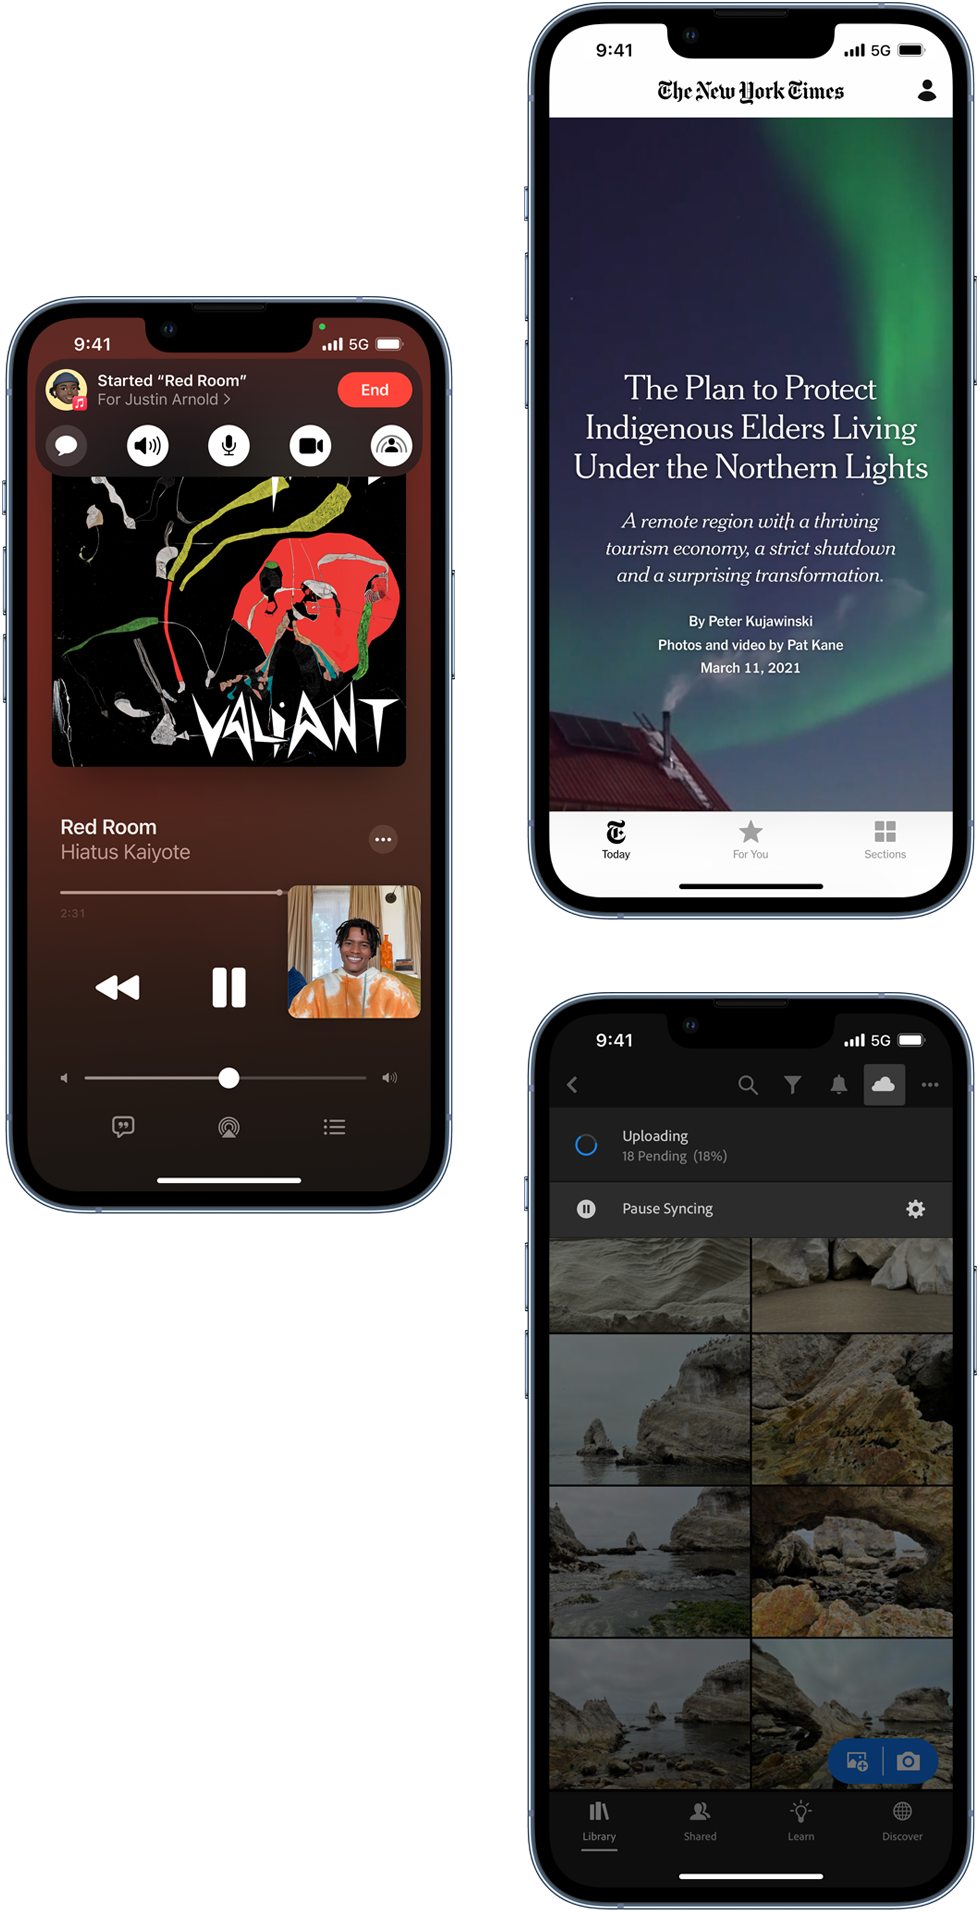 9:41
5G
Started “Red Room”
For Justin Arnold >
End
VALiANT
Red Room
Hiatus Kaiyote
2:31
9:41
5G
The New York Times
The Plan to Protect
Indigenous Elders Living
Under the Northern Lights
A remote region with a thriving
tourism economy, a strict shutdown
and a surprising transformation.
By Peter Kujawinski
Photos and video by Pat Kane
March 11, 2021
Today
For You
Sections
9:41
5G
Uploading
18 Pending (18%)
Pause Syncing
Library
Shared
Learn
Discover